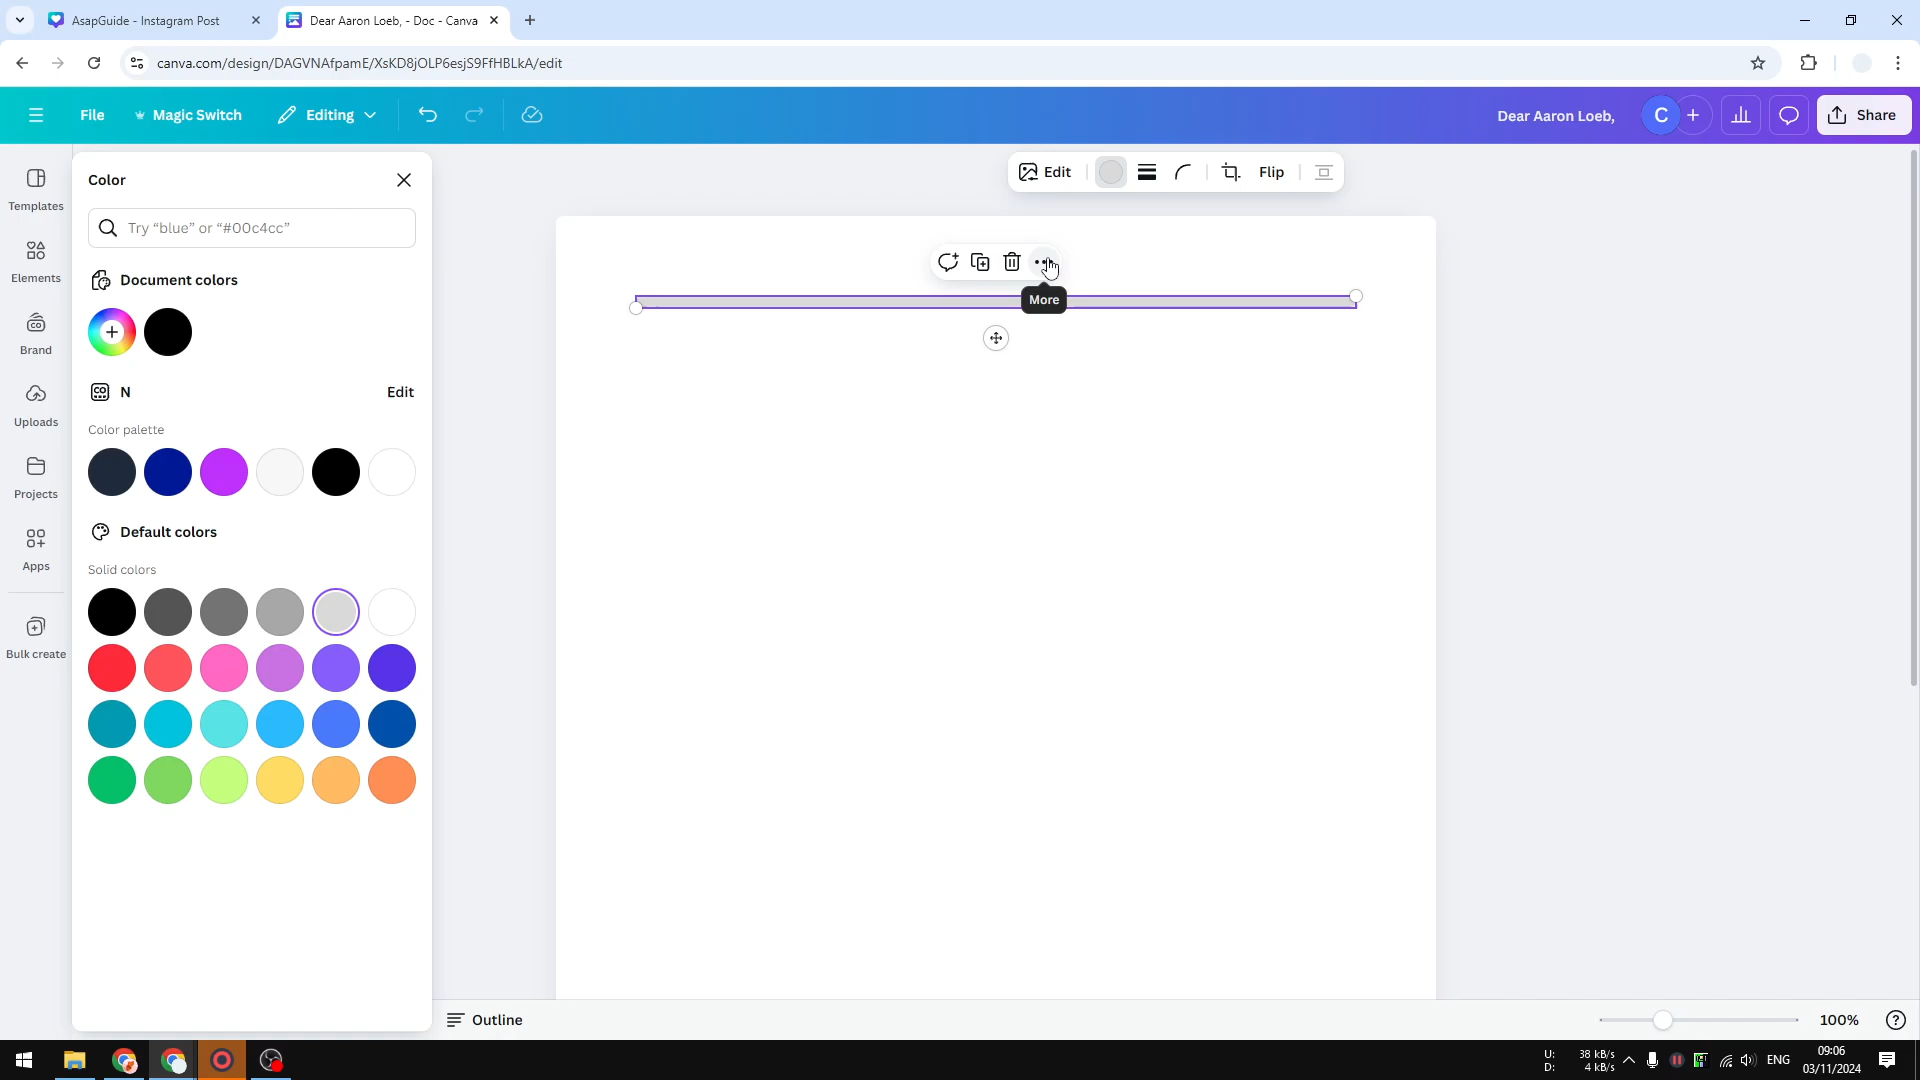 AsapGuide - Instagram Post
Dear Aaron Loeb, - Doc - Canva
canva.com/design/DAGVNAfpamE/XsKD8jOLP6esjS9FfHBLkA/edit
File
Magic Switch
Editing
Dear Aaron Loeb,
C
Share
Templates
Elements
Brand
Uploads
Projects
Apps
Bulk create
Color
Try “blue” or “#00c4cc”
Document colors
CO
N
Edit
Color palette
Default colors
Solid colors
Edit
Flip
More
Outline
100%
U: 38 kB/s
D: 4 kB/s
ENG
09:06
03/11/2024